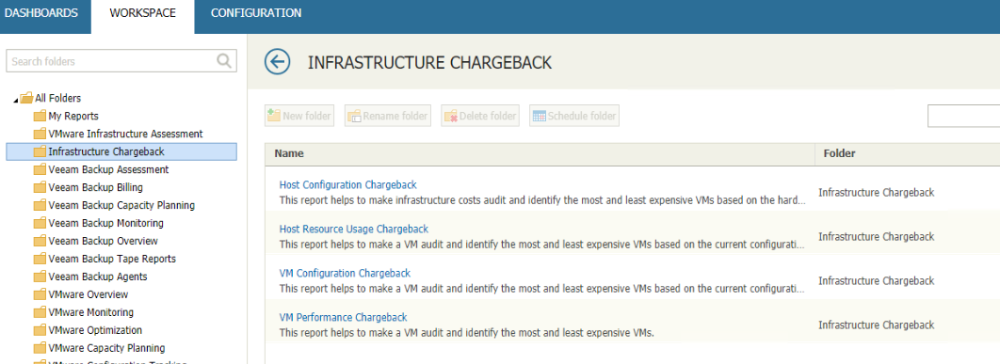 DASHBOARDS WORKSPACE CONFIGURATION
Search folders
INFRASTRUCTURE CHARGEBACK
All Folders
My Reports
VMware Infrastructure Assessment
Infrastructure Chargeback
Veeam Backup Assessment
Veeam Backup Billing
Veeam Backup Capacity Planning
Veeam Backup Monitoring
Veeam Backup Overview
Veeam Backup Tape Reports
Veeam Backup Agents
VMware Overview
VMware Monitoring
VMware Optimization
VMware Capacity Planning
VMware Configuration Tracking
New folder Rename folder Delete folder Schedule folder
Name Folder
Host Configuration Chargeback
This report helps to make infrastructure costs audit and identify the most and least expensive VMs based on the hard... Infrastructure Chargeback
Host Resource Usage Chargeback
This report helps to make a VM audit and identify the most and least expensive VMs based on the current configurati... Infrastructure Chargeback
VM Configuration Chargeback
This report helps to make a VM audit and identify the most and least expensive VMs based on the current configurati... Infrastructure Chargeback
VM Performance Chargeback
This report helps to make a VM audit and identify the most and least expensive VMs. Infrastructure Chargeback